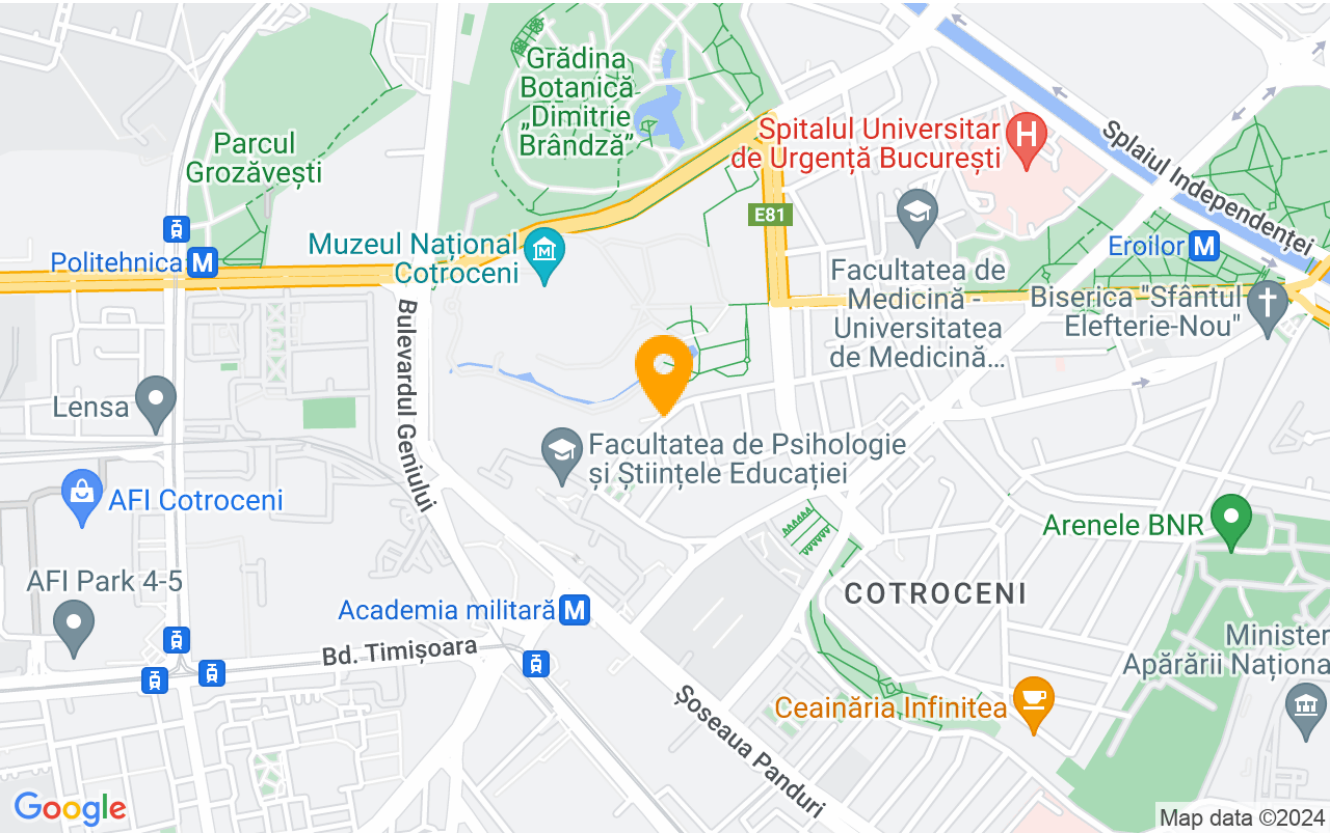 Grădina
Botanică
„Dimitrie
Brândză”
Parcul
Grozăvești
Spitalul Universitar
de Urgență București
H
Splaiul Independenței
E81
Politehnica M
Muzeul Național
Cotroceni
M
Eroilor M
Facultatea de
Medicină -
Universitatea
de Medicină...
Biserica "Sfântul
Elefterie-Nou"
Bulevardul Geniului
Lensa
Facultatea de Psihologie
și Științele Educației
AFI Cotroceni
Arenele BNR
AFI Park 4-5
COTROCENI
Academia militară M
Bd. Timișoara
Minister
Apărării Naționa
Ceainăria Infinitea
Șoseaua Panduri
Google
Map data ©2024